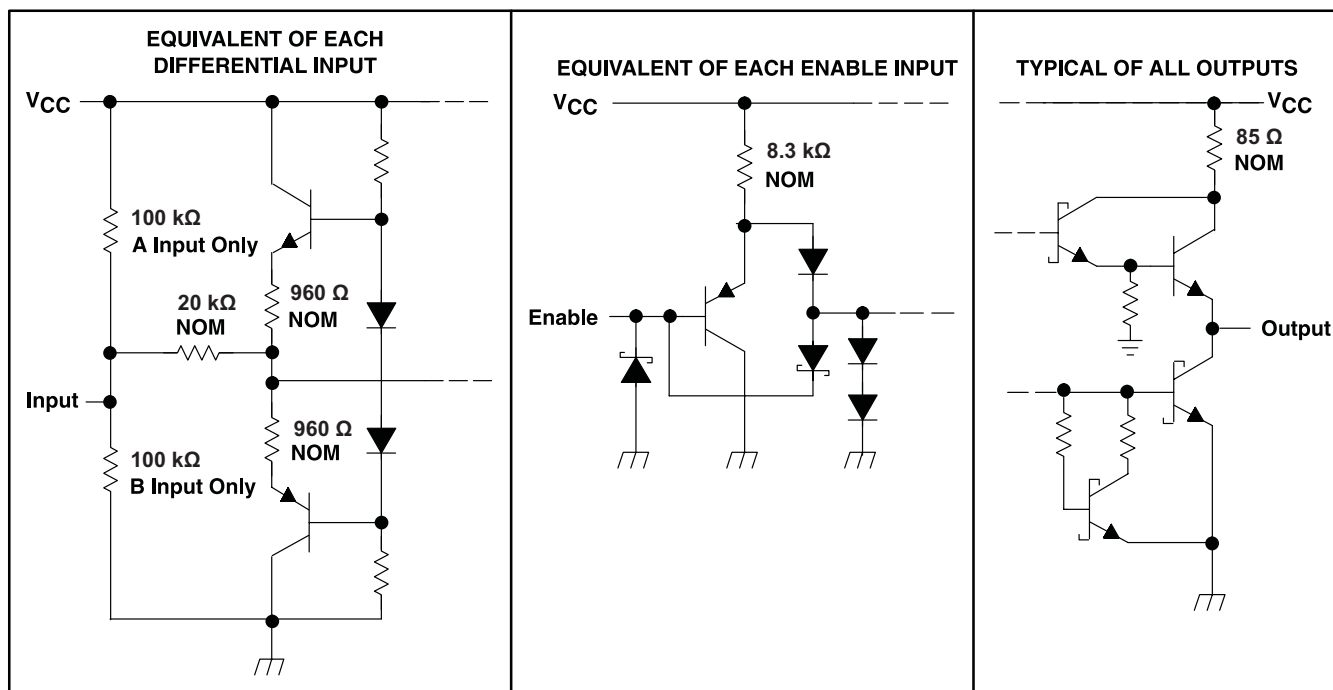 EQUIVALENT OF EACH
DIFFERENTIAL INPUT
VCC
100 kΩ
A Input Only
20 kΩ
NOM
960 Ω
NOM
Input
960 Ω
NOM
100 kΩ
B Input Only
EQUIVALENT OF EACH ENABLE INPUT
VCC
8.3 kΩ
NOM
Enable
TYPICAL OF ALL OUTPUTS
VCC
85 Ω
NOM
Output